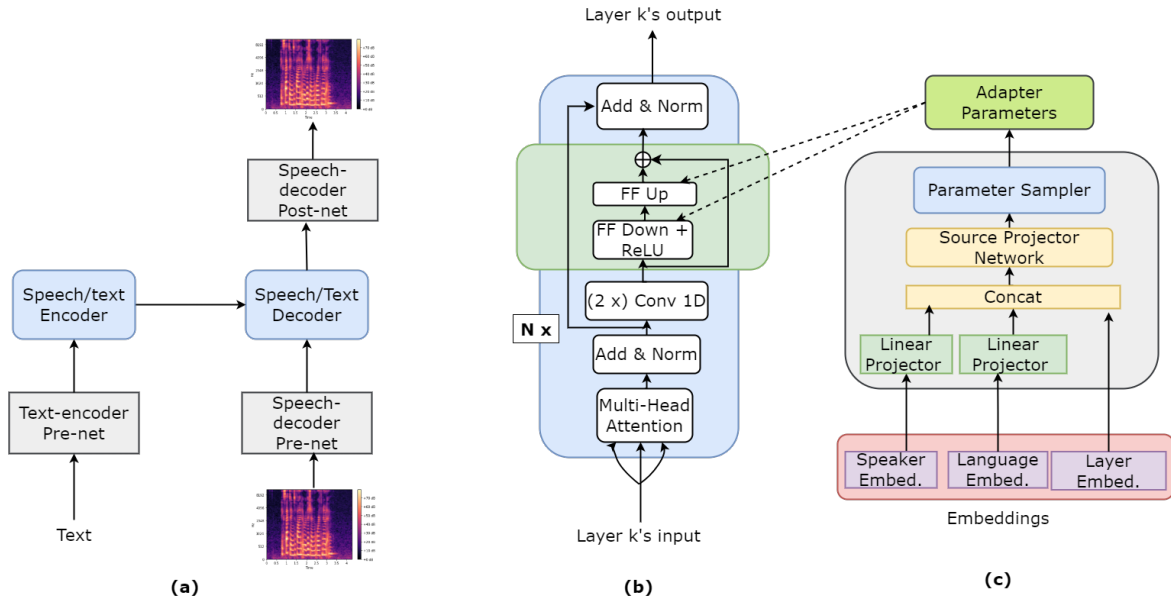 Speech-
decoder
Post-net
Speech/text
Encoder
Speech/Text
Decoder
Text-encoder
Pre-net
Speech-
decoder
Pre-net
Text
(a)
Layer k's output
Add & Norm
FF Up
FF Down +
ReLU
(2 x) Conv 1D
N x
Add & Norm
Multi-Head
Attention
Layer k's input
(b)
Adapter
Parameters
Parameter Sampler
Source Projector
Network
Concat
Linear
Projector
Linear
Projector
Speaker
Embed.
Language
Embed.
Layer
Embed.
Embeddings
(c)